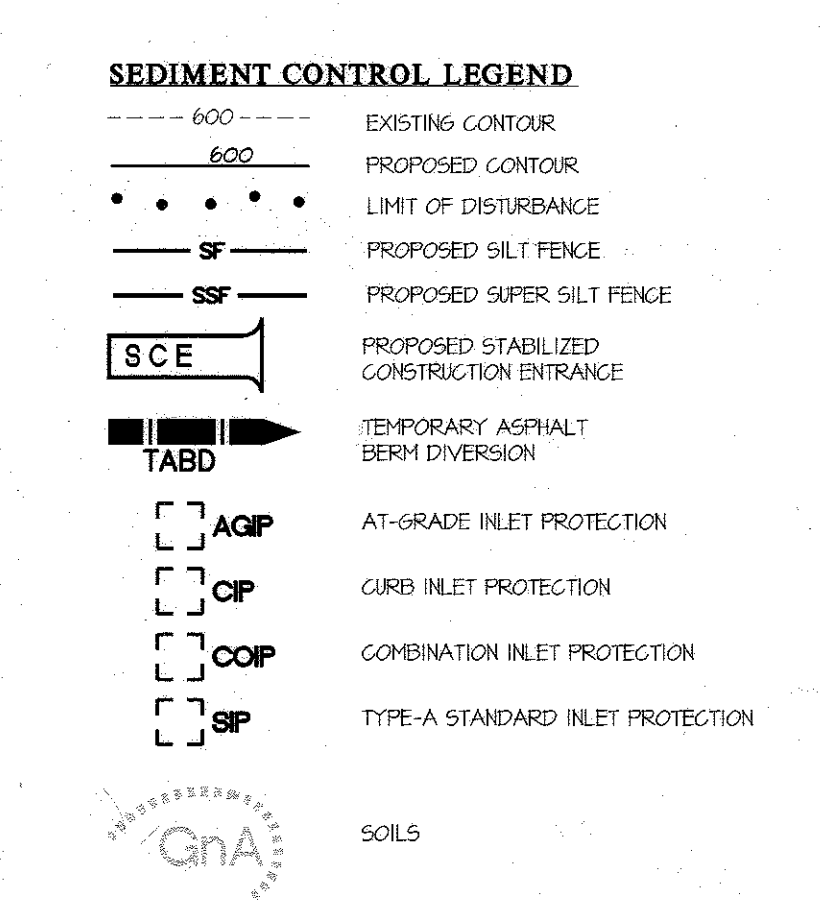 SEDIMENT CONTROL LEGEND
600 EXISTING CONTOUR
600 PROPOSED CONTOUR
LIMIT OF DISTURBANCE
SF PROPOSED SILT FENCE
SSF PROPOSED SUPER SILT FENCE
SCE PROPOSED STABILIZED
CONSTRUCTION ENTRANCE
TEMPORARY ASPHALT
TABD BERM DIVERSION
AGIP AT-GRADE INLET PROTECTION
CIP CURB INLET PROTECTION
COIP COMBINATION INLET PROTECTION
SIP TYPE-A STANDARD INLET PROTECTION
GnA SOILS